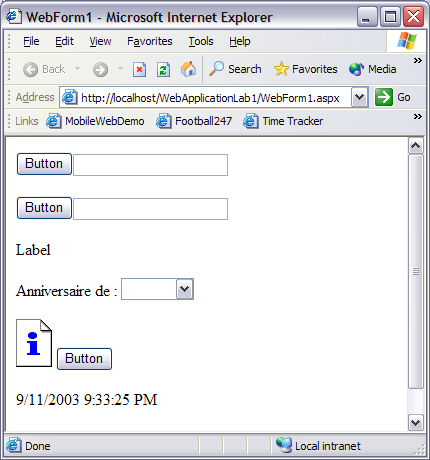 WebForm1 - Microsoft Internet Explorer
File Edit View Favorites Tools Help »
Back Search Favorites Media »
Address http://localhost/WebApplicationLab1/WebForm1.aspx Go
Links MobileWebDemo Football247 Time Tracker
Button
Button
Label
Anniversaire de :
Button
9/11/2003 9:33:25 PM
Done Local intranet